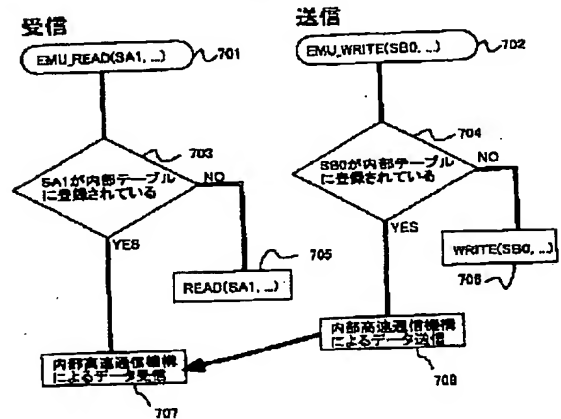 受信
EMU_READ(SA1, ...)
701
703
SA1が内部テーブル
に登録されている
NO
YES
705
READ(SA1, ...)
内部高速通信機構
によるデータ受信
707
送信
EMU_WRITE(SB0, ...)
702
704
SB0が内部テーブル
に登録されている
NO
YES
WRITE(SB0, ...)
706
内部高速通信機構
によるデータ送信
708